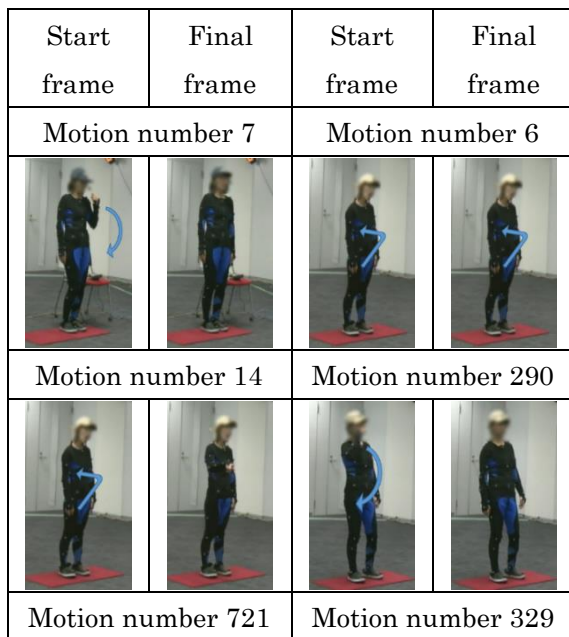 Start frame
Final frame
Start frame
Final frame
Motion number 7
Motion number 6
Motion number 14
Motion number 290
Motion number 721
Motion number 329